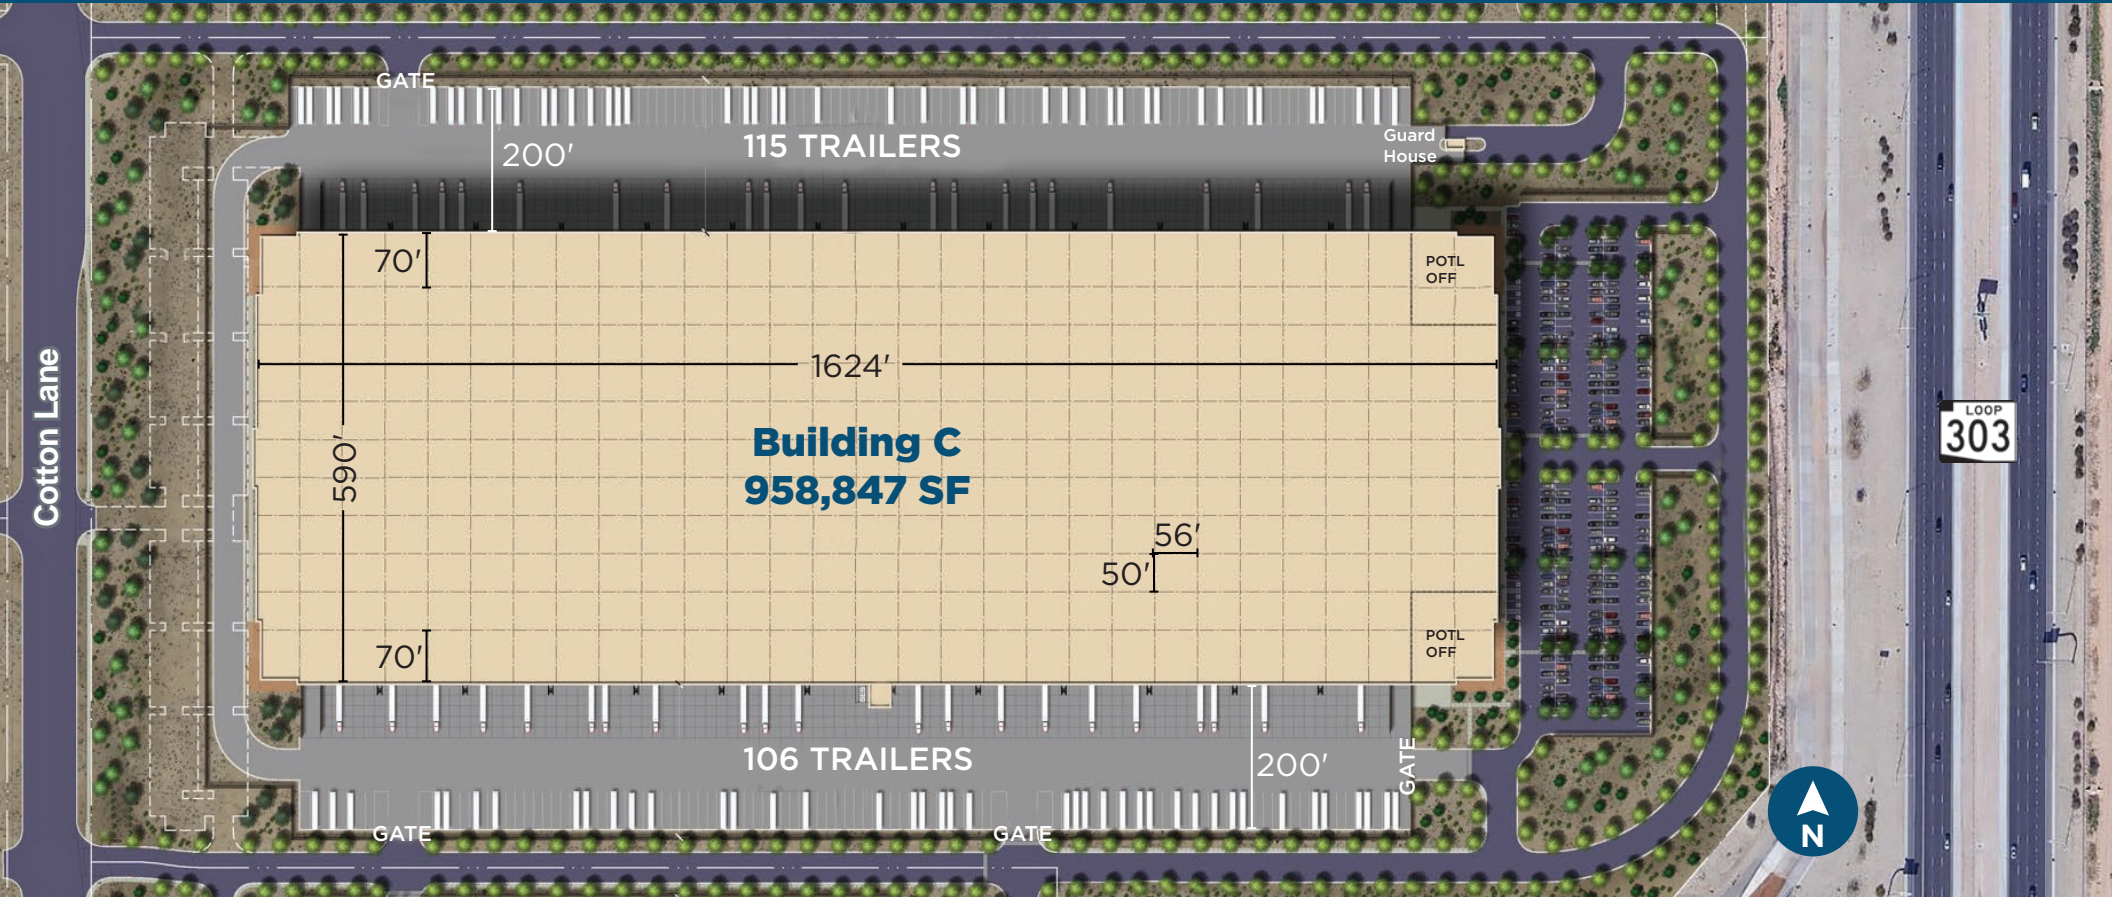 GATE
115 TRAILERS
200'
Guard
House
70'
POTL
OFF
1624'
Cotton Lane
590'
Building C
958,847 SF
LOOP
303
56'
50'
70'
POTL
OFF
SES
106 TRAILERS
200'
GATE
GATE
GATE
N